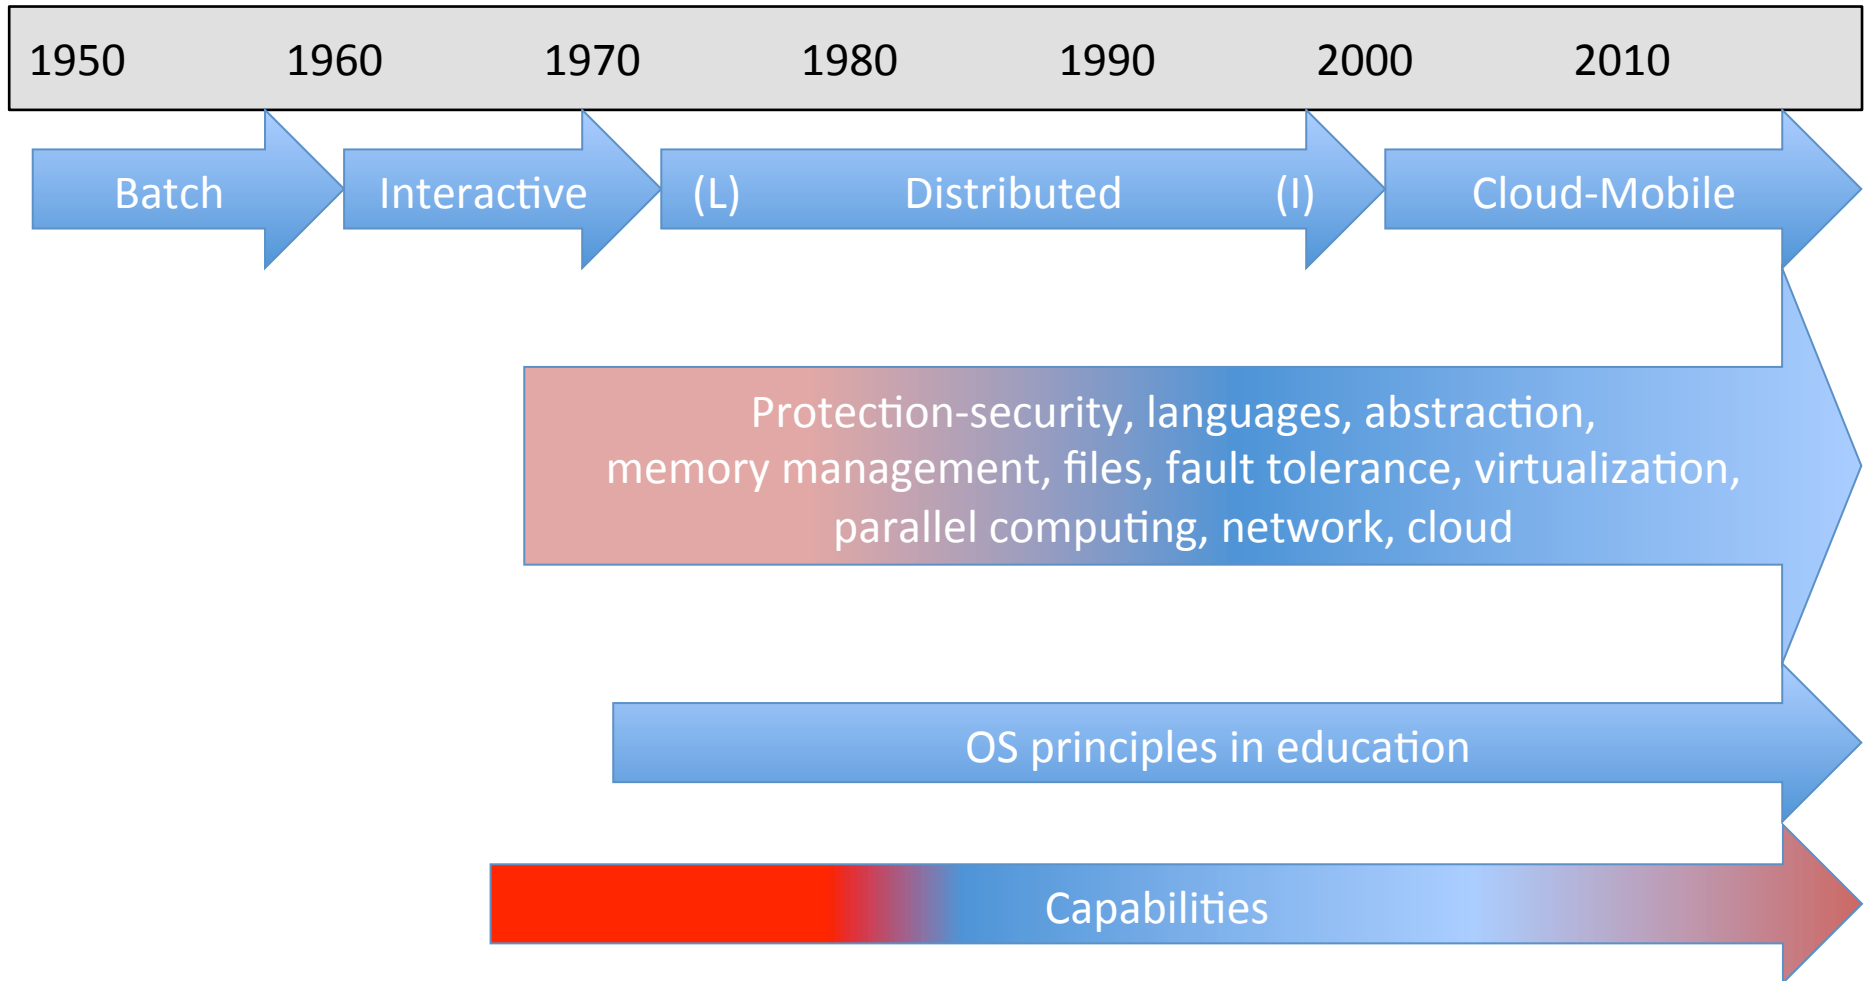 1950 1960 1970 1980 1990 2000 2010
Batch Interactive (L) Distributed (I) Cloud-Mobile
Protection-security, languages, abstraction,
memory management, files, fault tolerance, virtualization,
parallel computing, network, cloud
OS principles in education
Capabilities